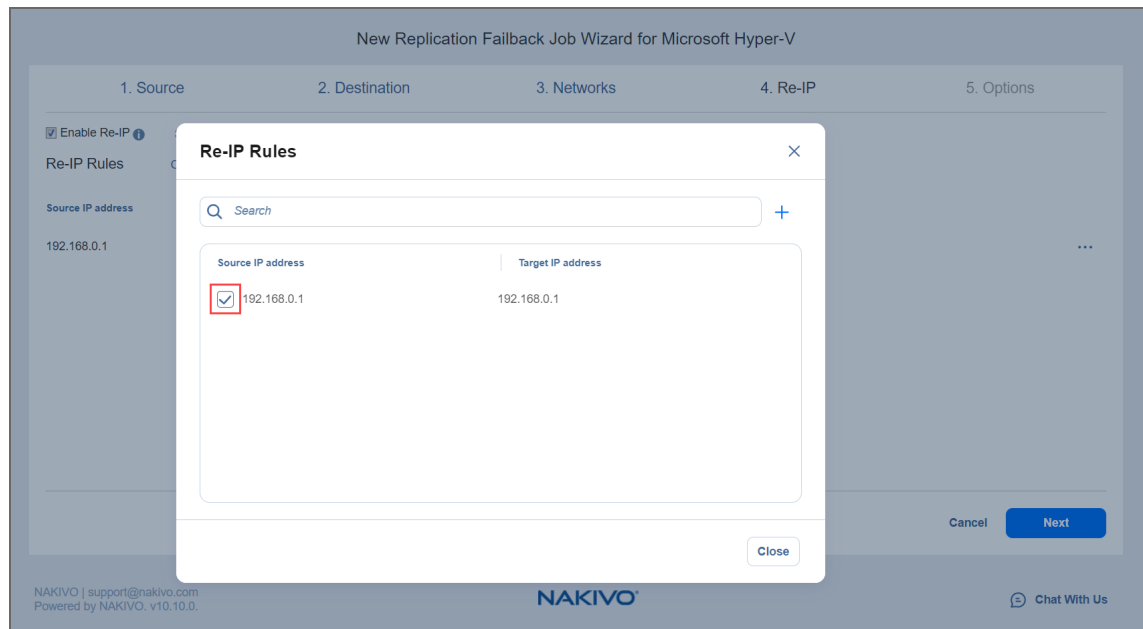 New Replication Failback Job Wizard for Microsoft Hyper-V
1. Source 2. Destination 3. Networks 4. Re-IP 5. Options
Enable Re-IP
Re-IP Rules
Source IP address
192.168.0.1
...
Re-IP Rules
Search
Source IP address Target IP address
192.168.0.1 192.168.0.1
Close
Cancel Next
NAKIVO | support@nakivo.com
Powered by NAKIVO. v10.10.0.
NAKIVO®
Chat With Us